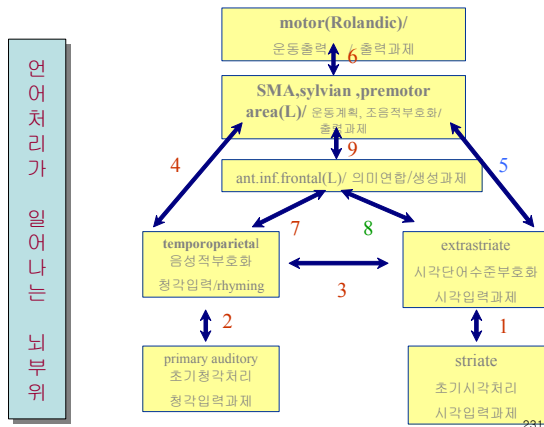 언어처리가 일어나는 뇌부위
motor(Rolandic)/
운동출력 / 출력과제
6
SMA,sylvian ,premotor
area(L)/ 운동계획, 조음적부호화/
출력과제
4
9
5
ant.inf.frontal(L)/ 의미연합/생성과제
7
8
temporoparietal
음성적부호화
청각입력/rhyming
3
extrastriate
시각단어수준부호화
시각입력과제
2
1
primary auditory
초기청각처리
청각입력과제
striate
초기시각처리
시각입력과제
231